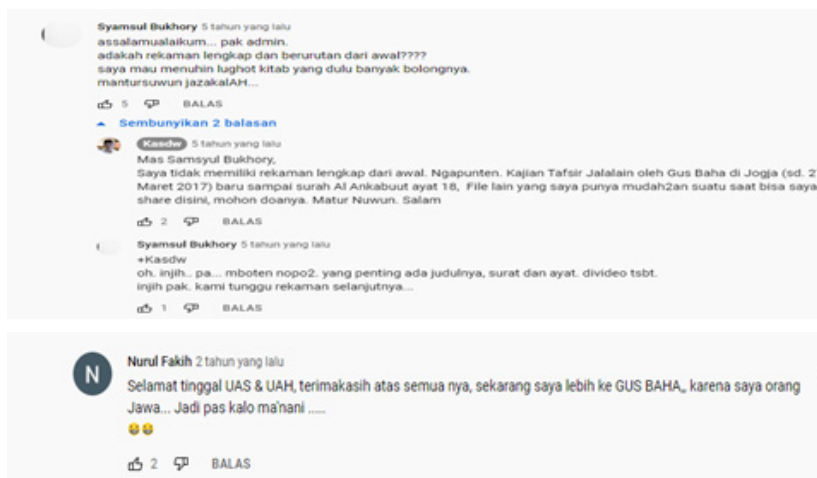 Syamsul Bukhory 5 tahun yang lalu
assalamualaikum... pak admin.
adakah rekaman lengkap dan berurutan dari awal????
saya mau menuhin lughot kitab yang dulu banyak bolongnya.
mantursuwun jazakalAH...
5 BALAS
Sembunyikan 2 balasan
Kasdw 5 tahun yang lalu
Mas Samsyul Bukhory,
Saya tidak memiliki rekaman lengkap dari awal. Ngapunten. Kajian Tafsir Jalalain oleh Gus Baha di Jogja (sd. 2
Maret 2017) baru sampai surah Al Ankabuut ayat 18, File lain yang saya punya mudah2an suatu saat bisa saya
share disini, mohon doanya. Matur Nuwun. Salam
2 BALAS
Syamsul Bukhory 5 tahun yang lalu
+Kasdw
oh. injih.. pa... mboten nopo2. yang penting ada judulnya, surat dan ayat. divideo tsbt.
injih pak. kami tunggu rekaman selanjutnya...
1 BALAS
N
Nurul Fakih 2 tahun yang lalu
Selamat tinggal UAS & UAH, terimakasih atas semua nya, sekarang saya lebih ke GUS BAHA,, karena saya orang
Jawa... Jadi pas kalo ma'nani .....
😂😂
2 BALAS